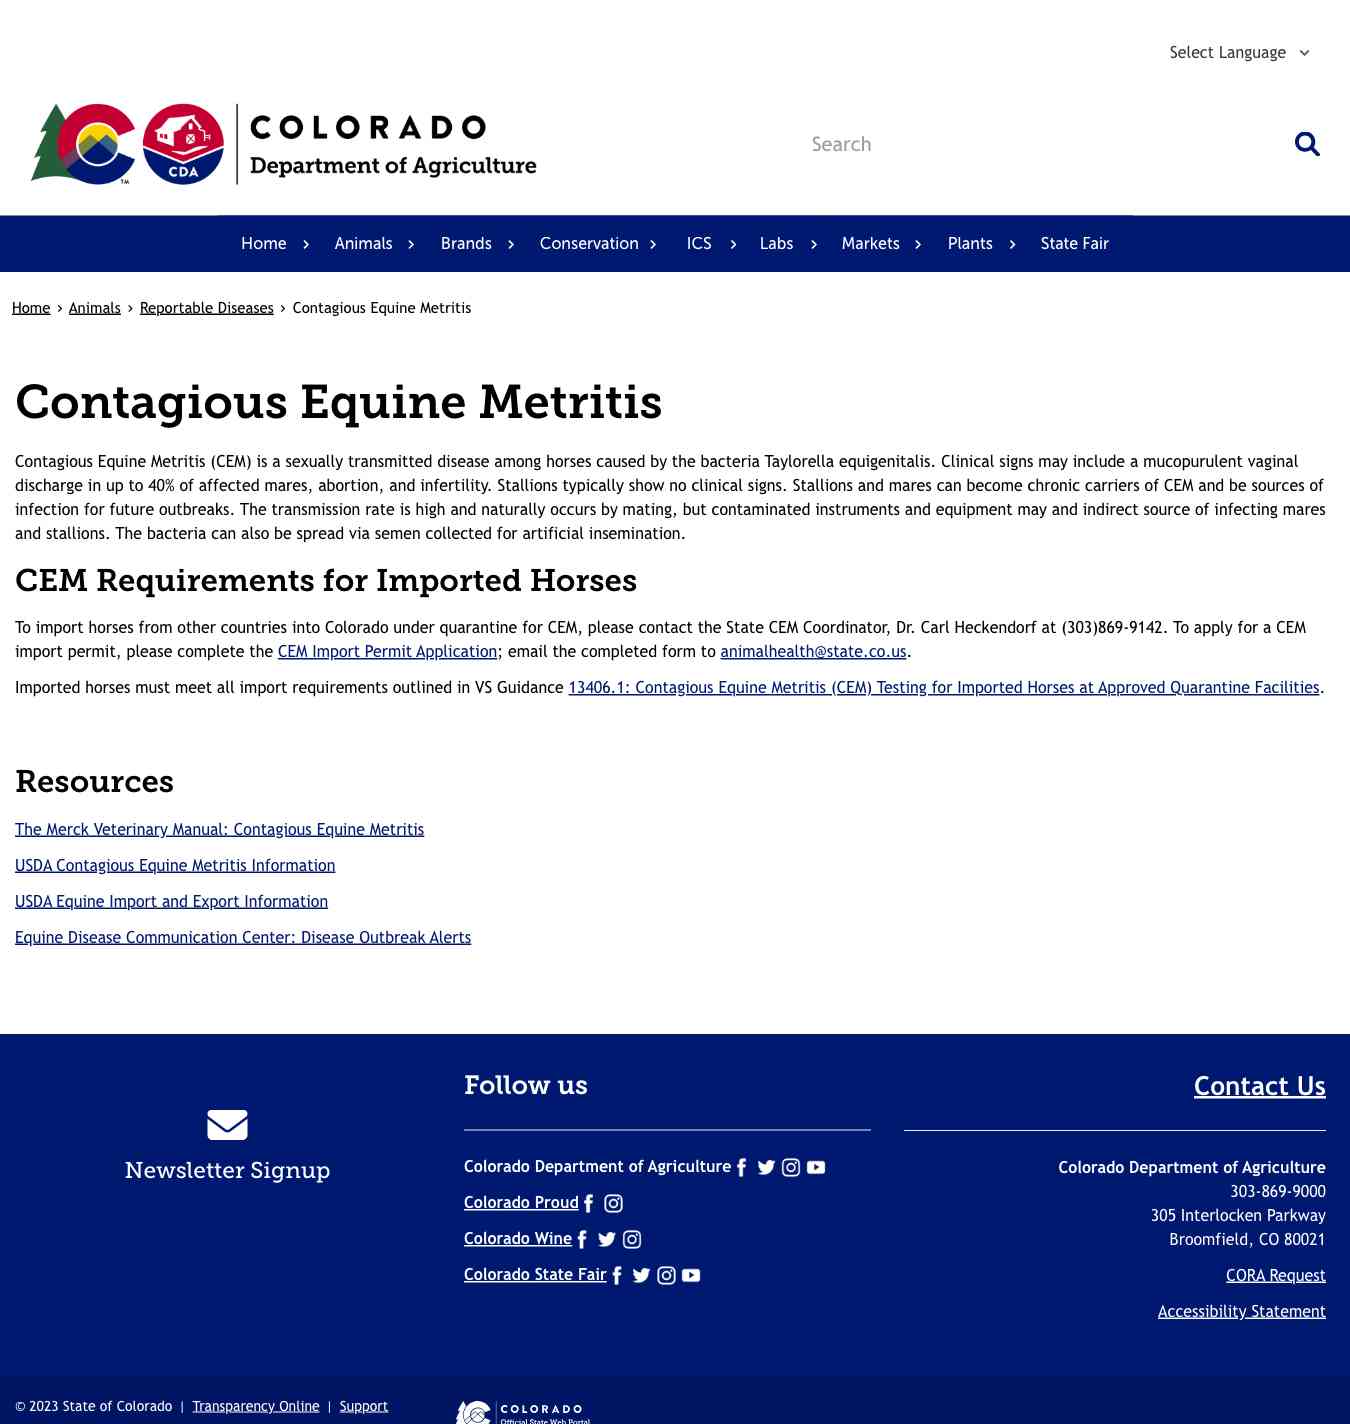 Select Language
CDA
TM
COLORADO
Department of Agriculture
Search
Home Animals Brands Conservation ICS Labs Markets Plants State Fair
Home › Animals › Reportable Diseases › Contagious Equine Metritis
Contagious Equine Metritis
Contagious Equine Metritis (CEM) is a sexually transmitted disease among horses caused by the bacteria Taylorella equigenitalis. Clinical signs may include a mucopurulent vaginal
discharge in up to 40% of affected mares, abortion, and infertility. Stallions typically show no clinical signs. Stallions and mares can become chronic carriers of CEM and be sources of
infection for future outbreaks. The transmission rate is high and naturally occurs by mating, but contaminated instruments and equipment may and indirect source of infecting mares
and stallions. The bacteria can also be spread via semen collected for artificial insemination.
CEM Requirements for Imported Horses
To import horses from other countries into Colorado under quarantine for CEM, please contact the State CEM Coordinator, Dr. Carl Heckendorf at (303)869-9142. To apply for a CEM
import permit, please complete the CEM Import Permit Application; email the completed form to animalhealth@state.co.us.
Imported horses must meet all import requirements outlined in VS Guidance 13406.1: Contagious Equine Metritis (CEM) Testing for Imported Horses at Approved Quarantine Facilities.
Resources
The Merck Veterinary Manual: Contagious Equine Metritis
USDA Contagious Equine Metritis Information
USDA Equine Import and Export Information
Equine Disease Communication Center: Disease Outbreak Alerts
Newsletter Signup
Follow us
Colorado Department of Agriculture
Colorado Proud
Colorado Wine
Colorado State Fair
Contact Us
Colorado Department of Agriculture
303-869-9000
305 Interlocken Parkway
Broomfield, CO 80021
CORA Request
Accessibility Statement
© 2023 State of Colorado | Transparency Online | Support
COLORADO
Official State Web Portal